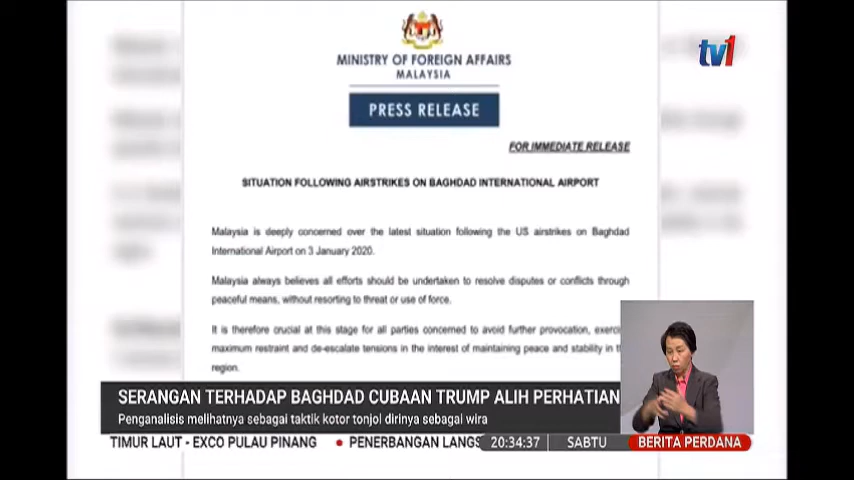 tv1
MINISTRY OF FOREIGN AFFAIRS
MALAYSIA
PRESS RELEASE
FOR IMMEDIATE RELEASE
SITUATION FOLLOWING AIRSTRIKES ON BAGHDAD INTERNATIONAL AIRPORT
Malaysia is deeply concerned over the latest situation following the US airstrikes on Baghdad
International Airport on 3 January 2020.
Malaysia always believes all efforts should be undertaken to resolve disputes or conflicts through
peaceful means, without resorting to threat or use of force.
It is therefore crucial at this stage for all parties concerned to avoid further provocation,
maximum restraint and de-escalate tensions in the interest of maintaining peace and stability in
region.
SERANGAN TERHADAP BAGHDAD CUBAAN TRUMP ALIH PERHATIAN
Penganalisis melihatnya sebagai taktik kotor tonjol dirinya sebagai wira
TIMUR LAUT - EXCO PULAU PINANG ● PENERBANGAN LANGS 20:34:37 SABTU BERITA PERDANA